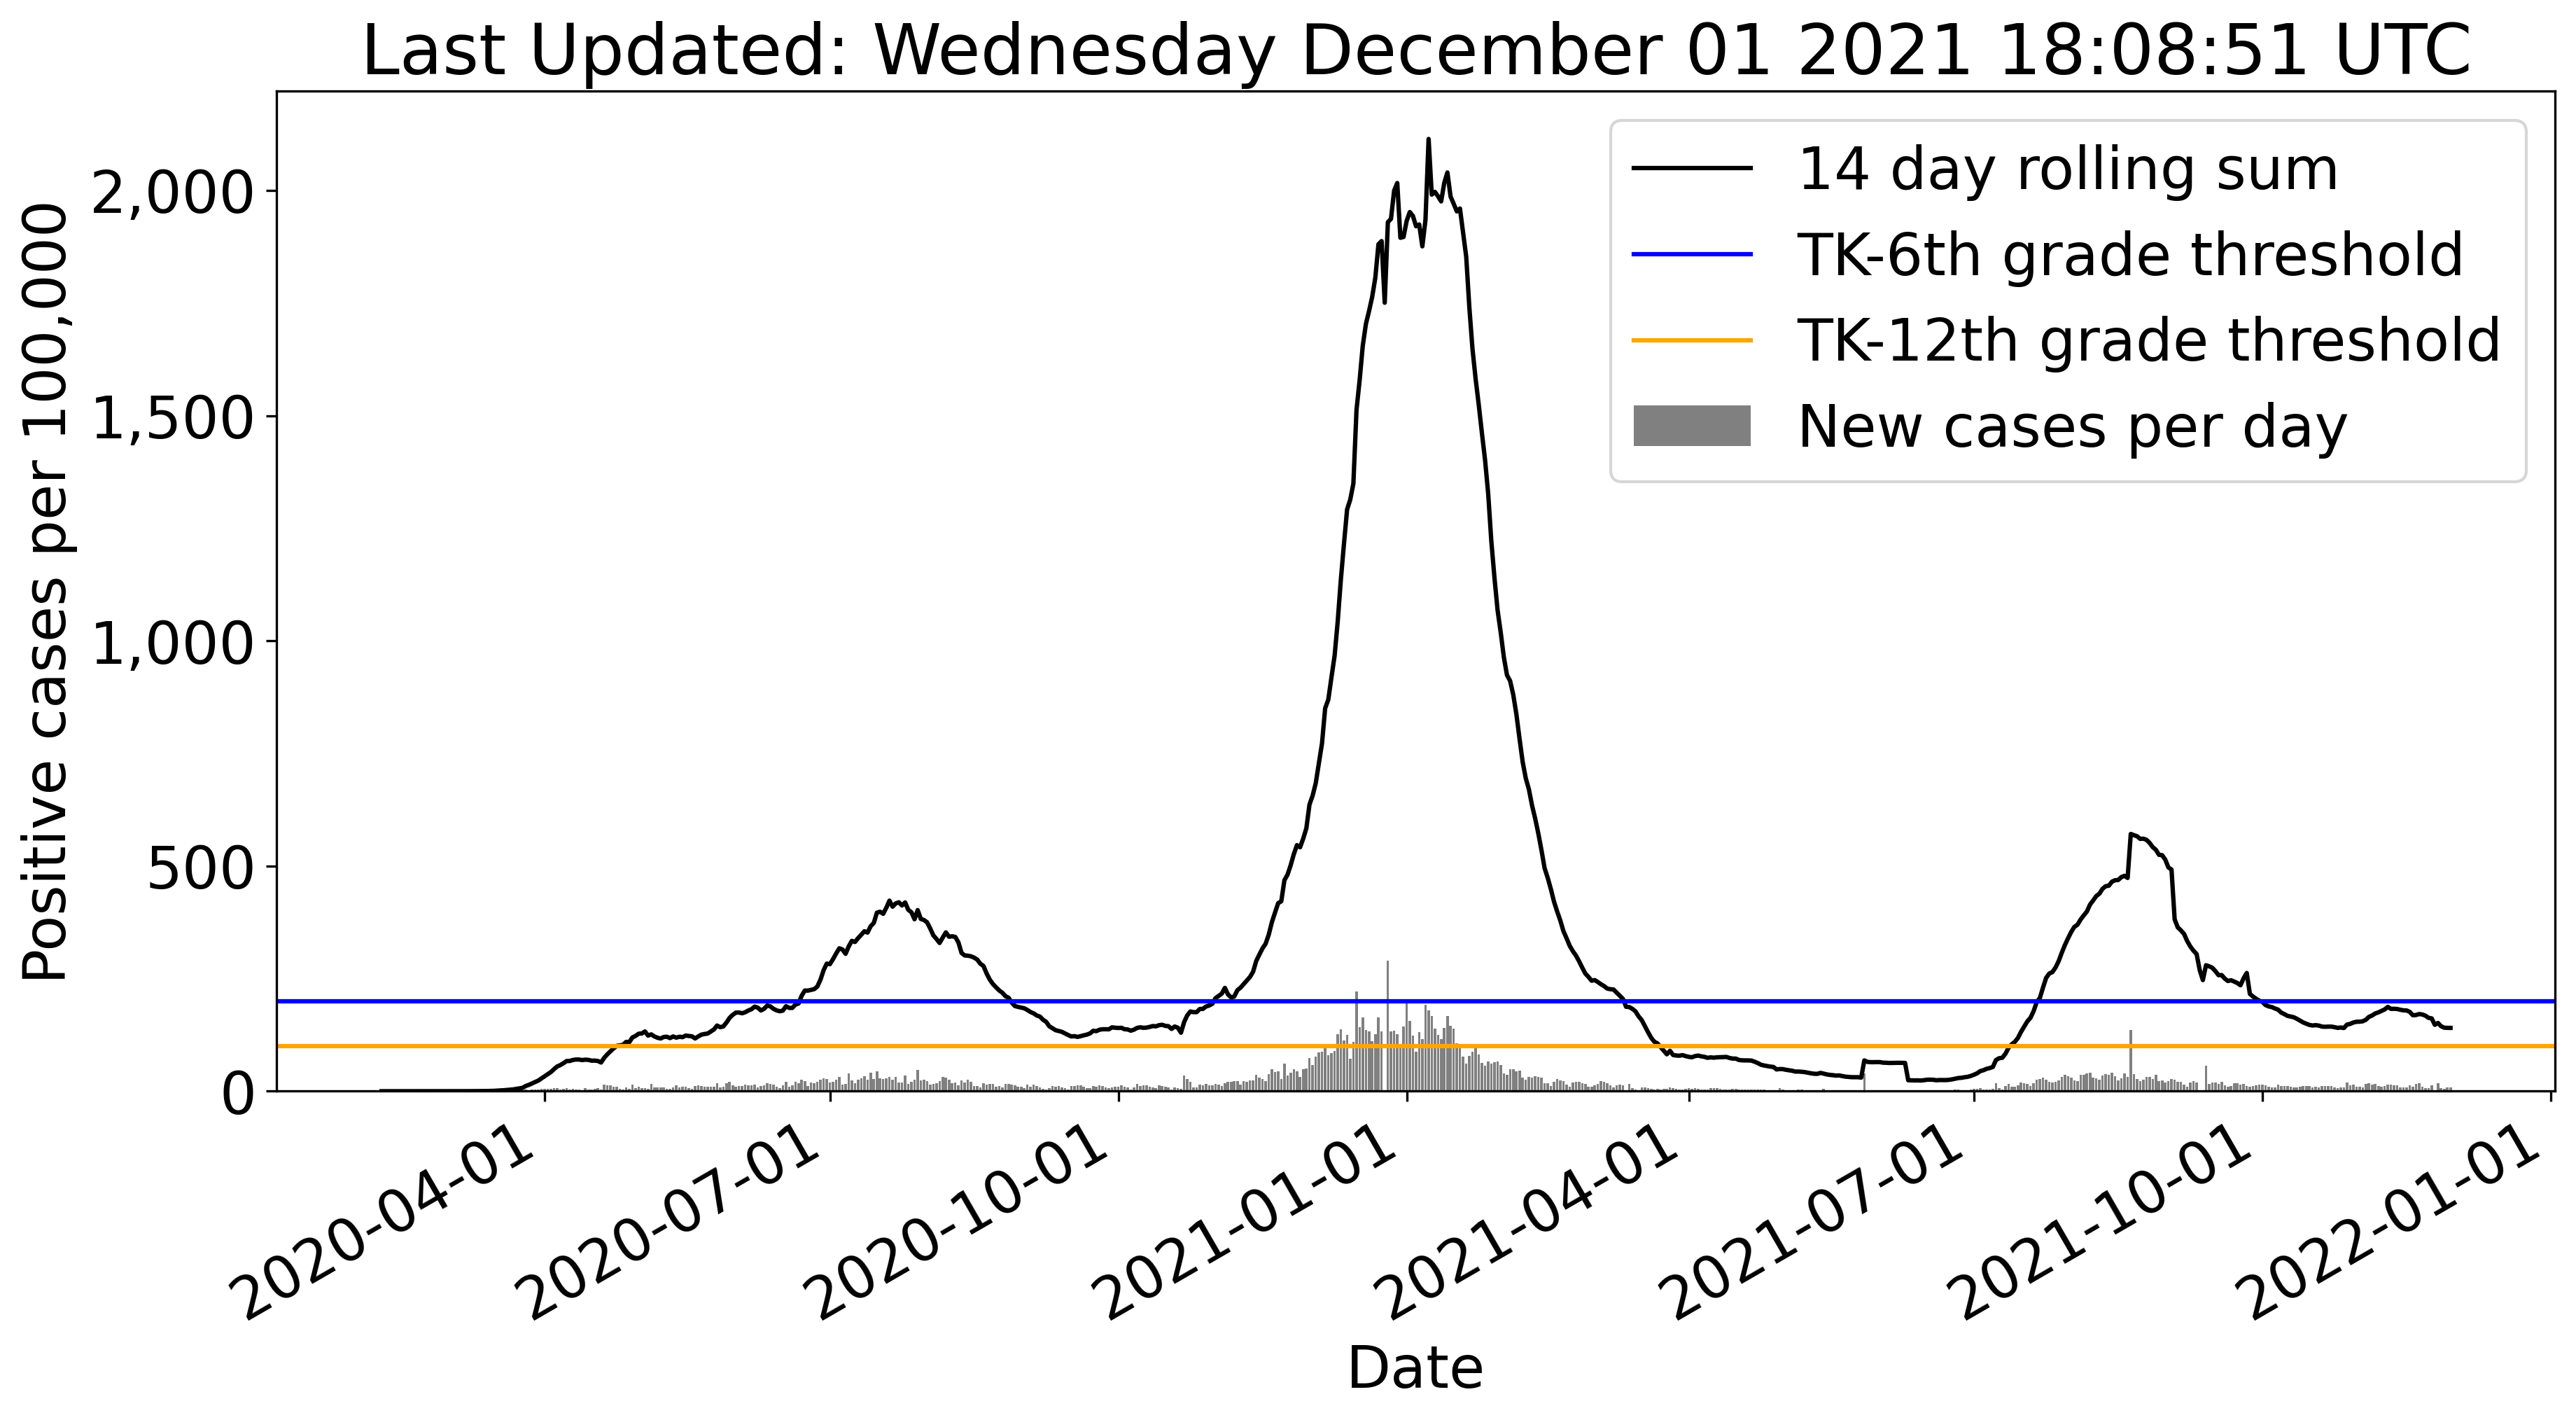 Last Updated: Wednesday December 01 2021 18:08:51 UTC
14 day rolling sum
TK-6th grade threshold
TK-12th grade threshold
New cases per day
Positive cases per 100,000
2,000
1,500
1,000
500
0
2020-04-01
2020-07-01
2020-10-01
2021-01-01
2021-04-01
2021-07-01
2021-10-01
2022-01-01
Date